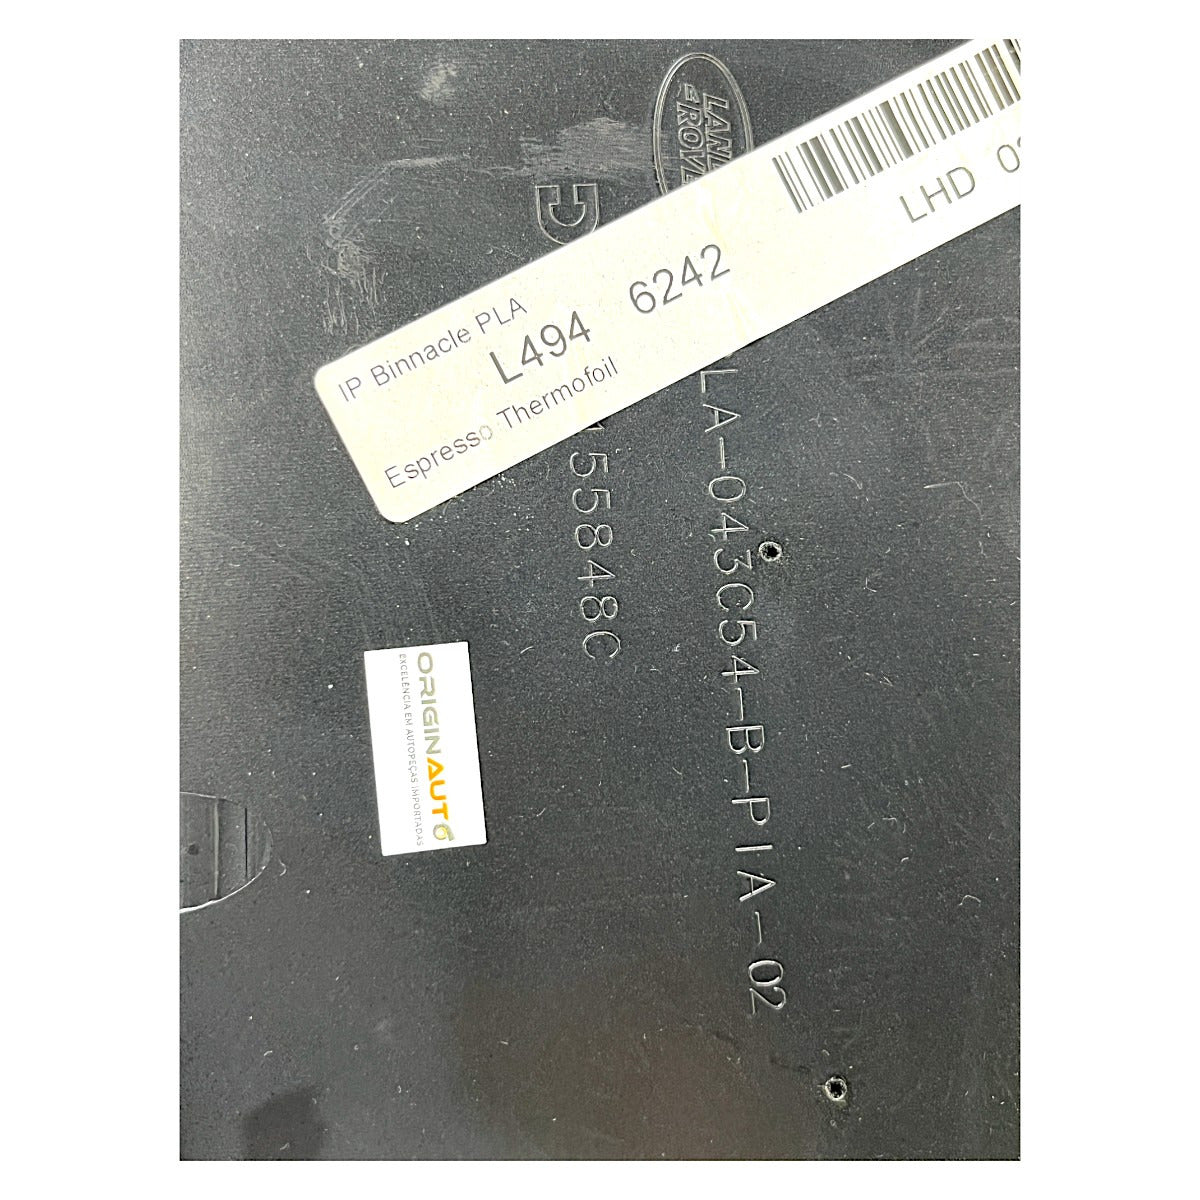 LAND
ROVER
IP Binnacle PLA
L494 6242
Espresso Thermofoil
LHD
LA-043C54-B-PIA-02
55848C
ORIGINAUTO
EXCELÊNCIA EM AUTOPEÇAS IMPORTADAS